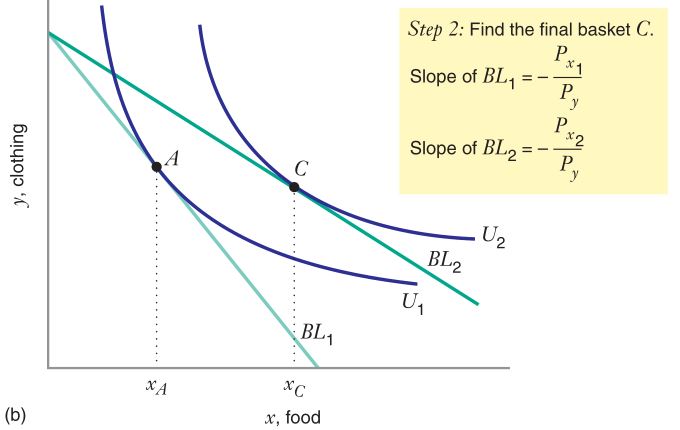 Step 2: Find the final basket C.
Slope of BL1 = – Px1 / Py
Slope of BL2 = – Px2 / Py
y, clothing
A
C
U2
BL2
U1
BL1
xA
xC
(b)
x, food